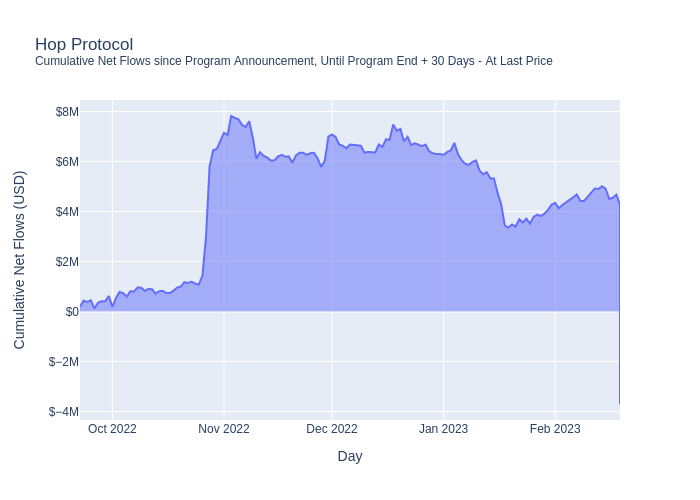 Hop Protocol
Cumulative Net Flows since Program Announcement, Until Program End + 30 Days - At Last Price
Cumulative Net Flows (USD)
$8M
$6M
$4M
$2M
$0
$−2M
$−4M
Oct 2022
Nov 2022
Dec 2022
Jan 2023
Feb 2023
Day